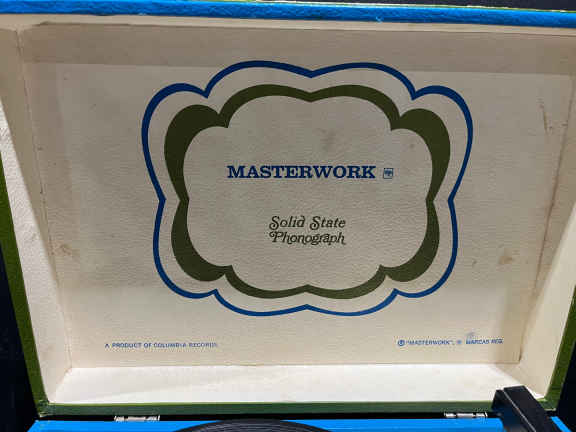 MASTERWORK
Solid State
Phonograph
A PRODUCT OF COLUMBIA RECORDS
℗ "MASTERWORK", ® MARCAS REG.